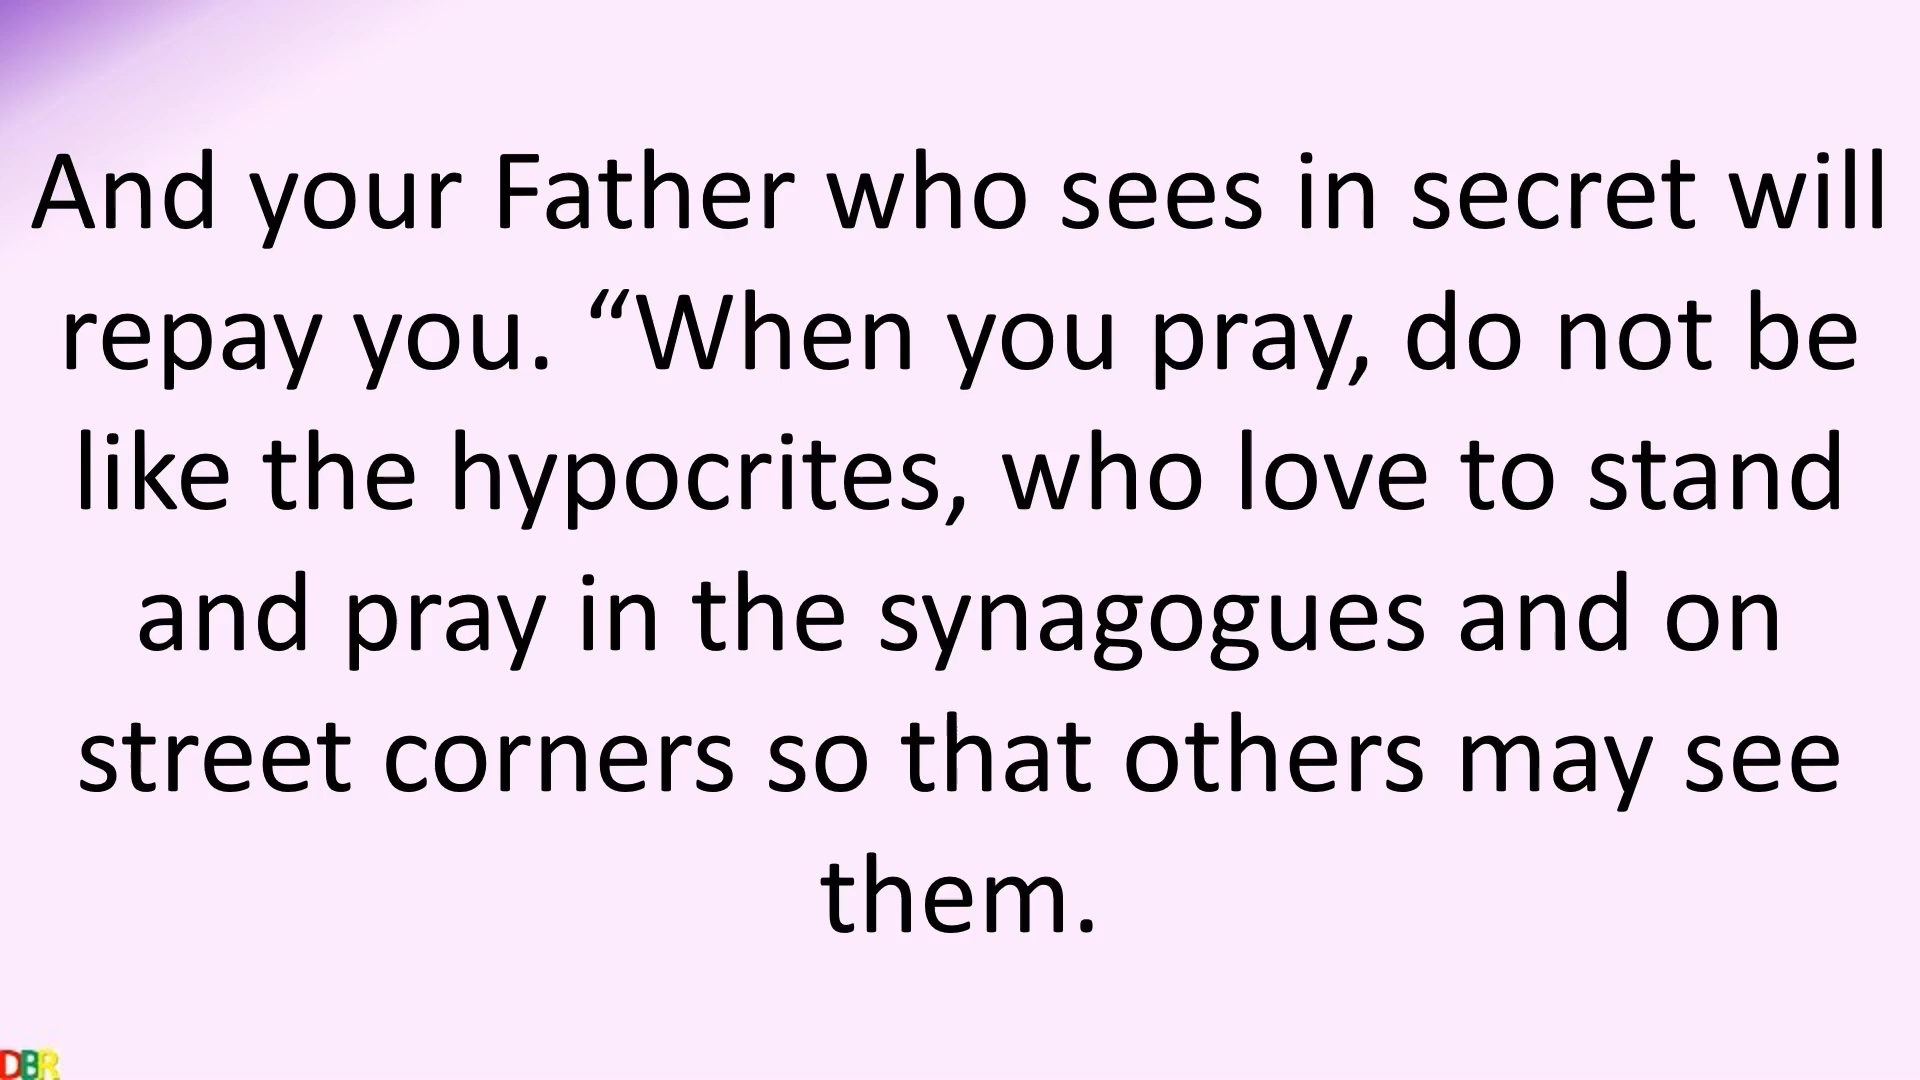 And your Father who sees in secret will
repay you. “When you pray, do not be
like the hypocrites, who love to stand
and pray in the synagogues and on
street corners so that others may see
them.
DBR